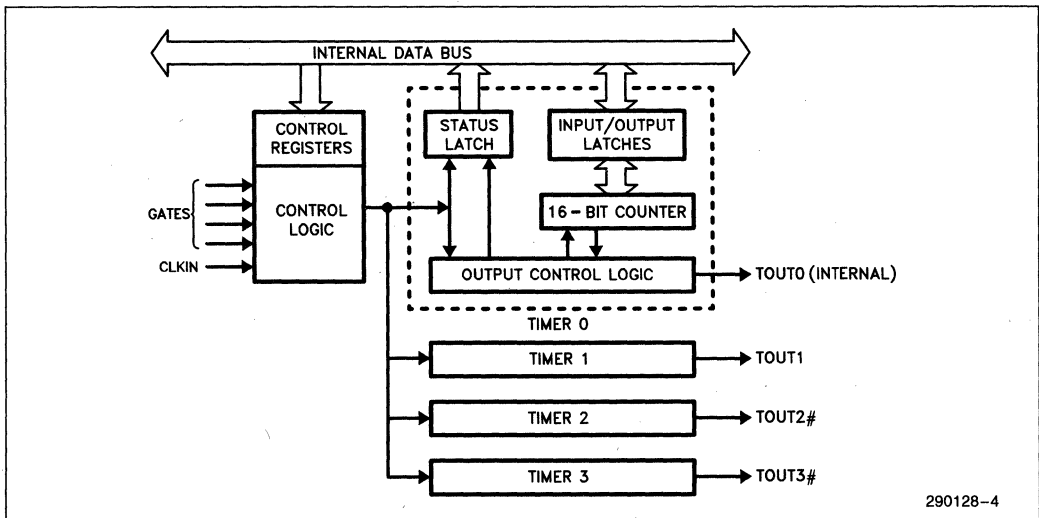 INTERNAL DATA BUS
CONTROL
REGISTERS
STATUS
LATCH
INPUT/OUTPUT
LATCHES
GATES
CONTROL
LOGIC
16-BIT COUNTER
CLKIN
OUTPUT CONTROL LOGIC
TOUT0 (INTERNAL)
TIMER 0
TIMER 1
TOUT1
TIMER 2
TOUT2#
TIMER 3
TOUT3#
290128-4